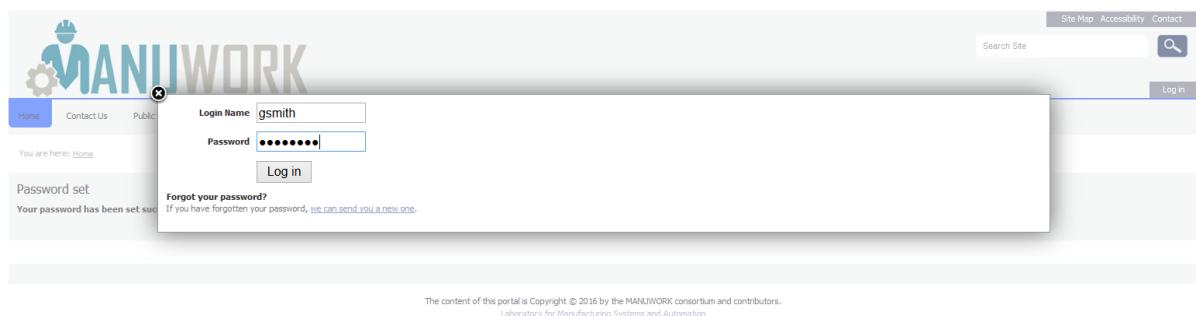 Site Map Accessibility Contact
MANUWORK
Search Site
Log in
Home Contact Us Public
Login Name gsmith
Password ●●●●●●●●
Log in
You are here: Home
Password set
Your password has been set suc
Forgot your password?
If you have forgotten your password, we can send you a new one.
The content of this portal is Copyright © 2016 by the MANUWORK consortium and contributors.
Laboratory for Manufacturing Systems and Automation